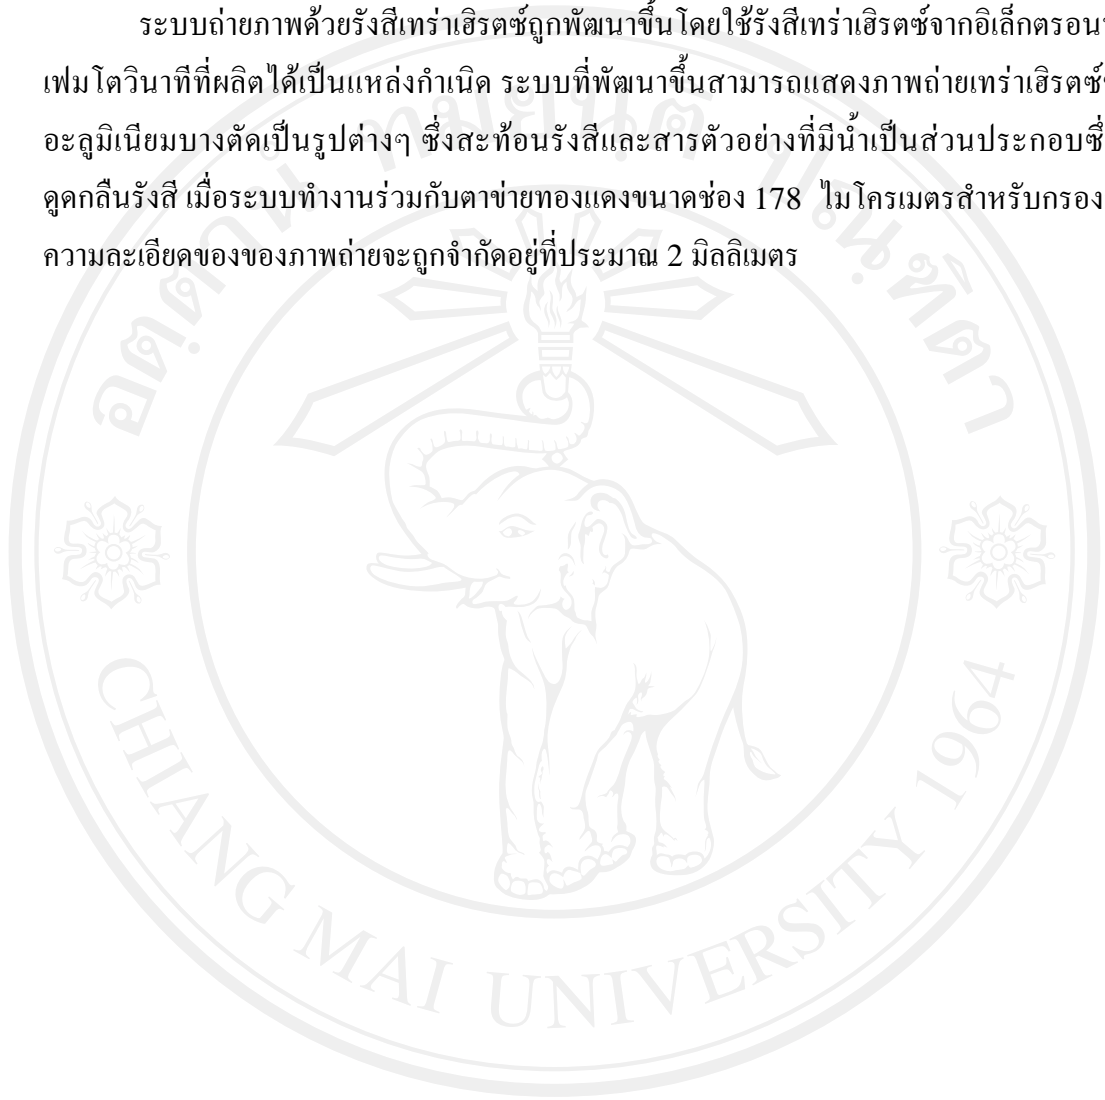 ระบบถ่ายภาพด้วยรังสีเทร่าเฮิรตซ์ถูกพัฒนาขึ้นโดยใช้รังสีเทร่าเฮิรตซ์จากอิเล็กตรอน
เฟมโตวินาทีที่ผลิตได้เป็นแหล่งกำเนิด ระบบที่พัฒนาขึ้นสามารถแสดงภาพถ่ายเทร่าเฮิรตซ์
อะลูมิเนียมบางตัดเป็นรูปต่างๆ ซึ่งสะท้อนรังสีและสารตัวอย่างที่มีน้ำเป็นส่วนประกอบซึ่
ดูดกลืนรังสี เมื่อระบบทำงานร่วมกับตาข่ายทองแดงขนาดช่อง 178 ไมโครเมตรสำหรับกรอง
ความละเอียดของของภาพถ่ายจะถูกจำกัดอยู่ที่ประมาณ 2 มิลลิเมตร
อตฺตานํ ทมยนฺติ ปณฺฑิตา
CHIANG MAI UNIVERSITY 1964